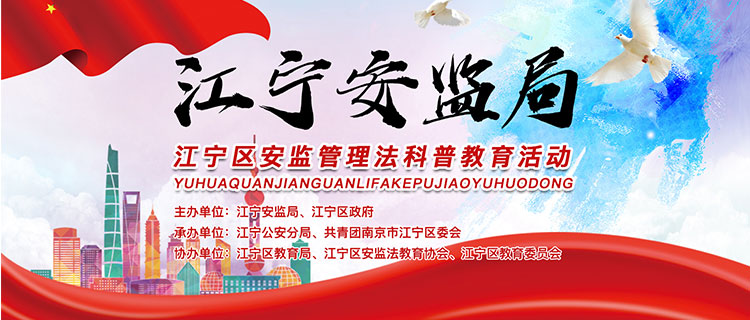 江宁安监局
江宁区安监管理法科普教育活动
YUHUAQUANJIANGUANLIFAKEPUJIAOYUHUODONG
主办单位：江宁安监局、江宁区政府
承办单位：江宁公安分局、共青团南京市江宁区委会
协办单位：江宁区教育局、江宁区安监法教育协会、江宁区教育委员会